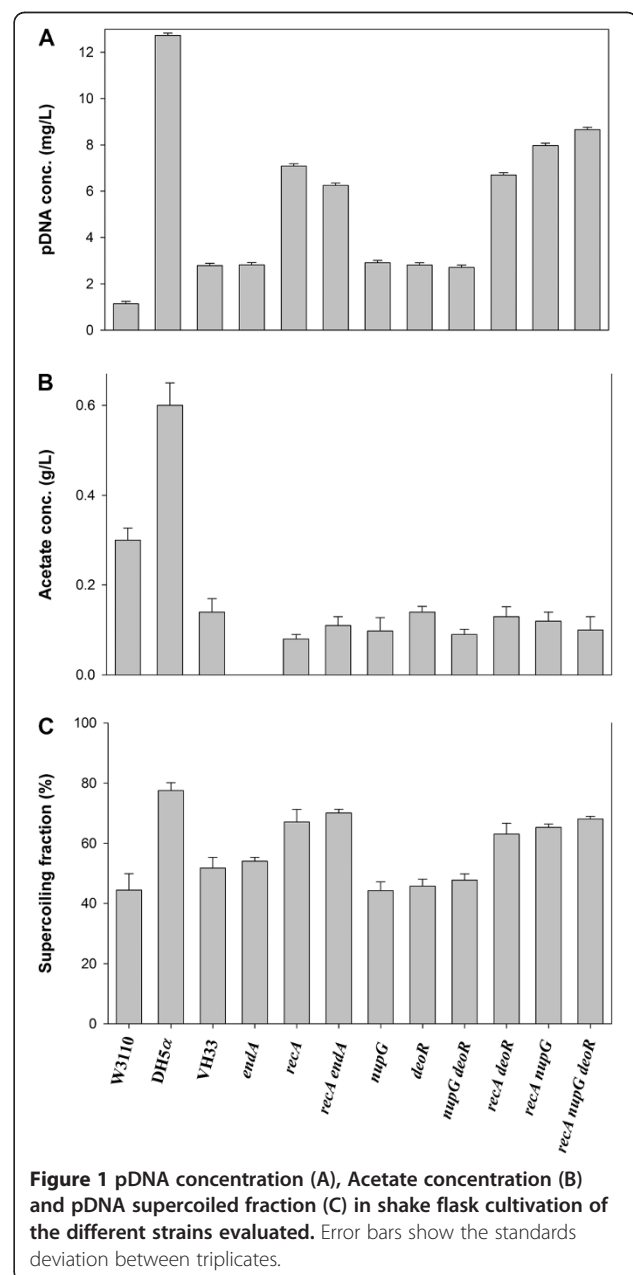 A
pDNA conc. (mg/L)
12
10
8
6
4
2
0
B
Acetate conc. (g/L)
0.6
0.4
0.2
0.0
C
Supercoiling fraction (%)
100
80
60
40
20
0
W3110
DH5α
VH33
endA
recA
recA endA
nupG
deoR
nupG deoR
recA deoR
recA nupG
recA nupG deoR
Figure 1 pDNA concentration (A), Acetate concentration (B)
and pDNA supercoiled fraction (C) in shake flask cultivation of
the different strains evaluated. Error bars show the standards
deviation between triplicates.